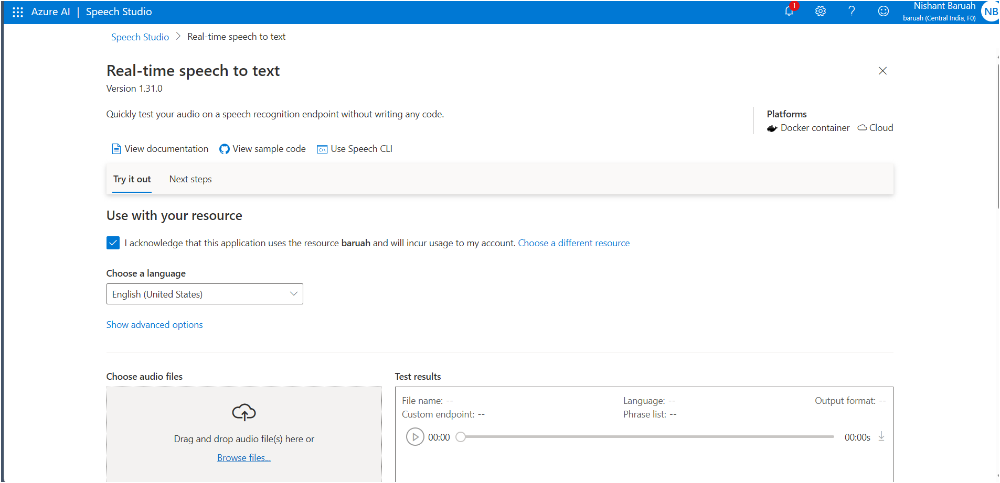 Azure AI | Speech Studio
1
Nishant Baruah
baruah (Central India, F0)
NB
Speech Studio > Real-time speech to text
Real-time speech to text
Version 1.31.0
Quickly test your audio on a speech recognition endpoint without writing any code.
Platforms
Docker container Cloud
View documentation View sample code Use Speech CLI
Try it out Next steps
Use with your resource
I acknowledge that this application uses the resource baruah and will incur usage to my account. Choose a different resource
Choose a language
English (United States)
Show advanced options
Choose audio files
Drag and drop audio file(s) here or
Browse files...
Test results
File name: -- Language: -- Output format: --
Custom endpoint: -- Phrase list: --
00:00 00:00s